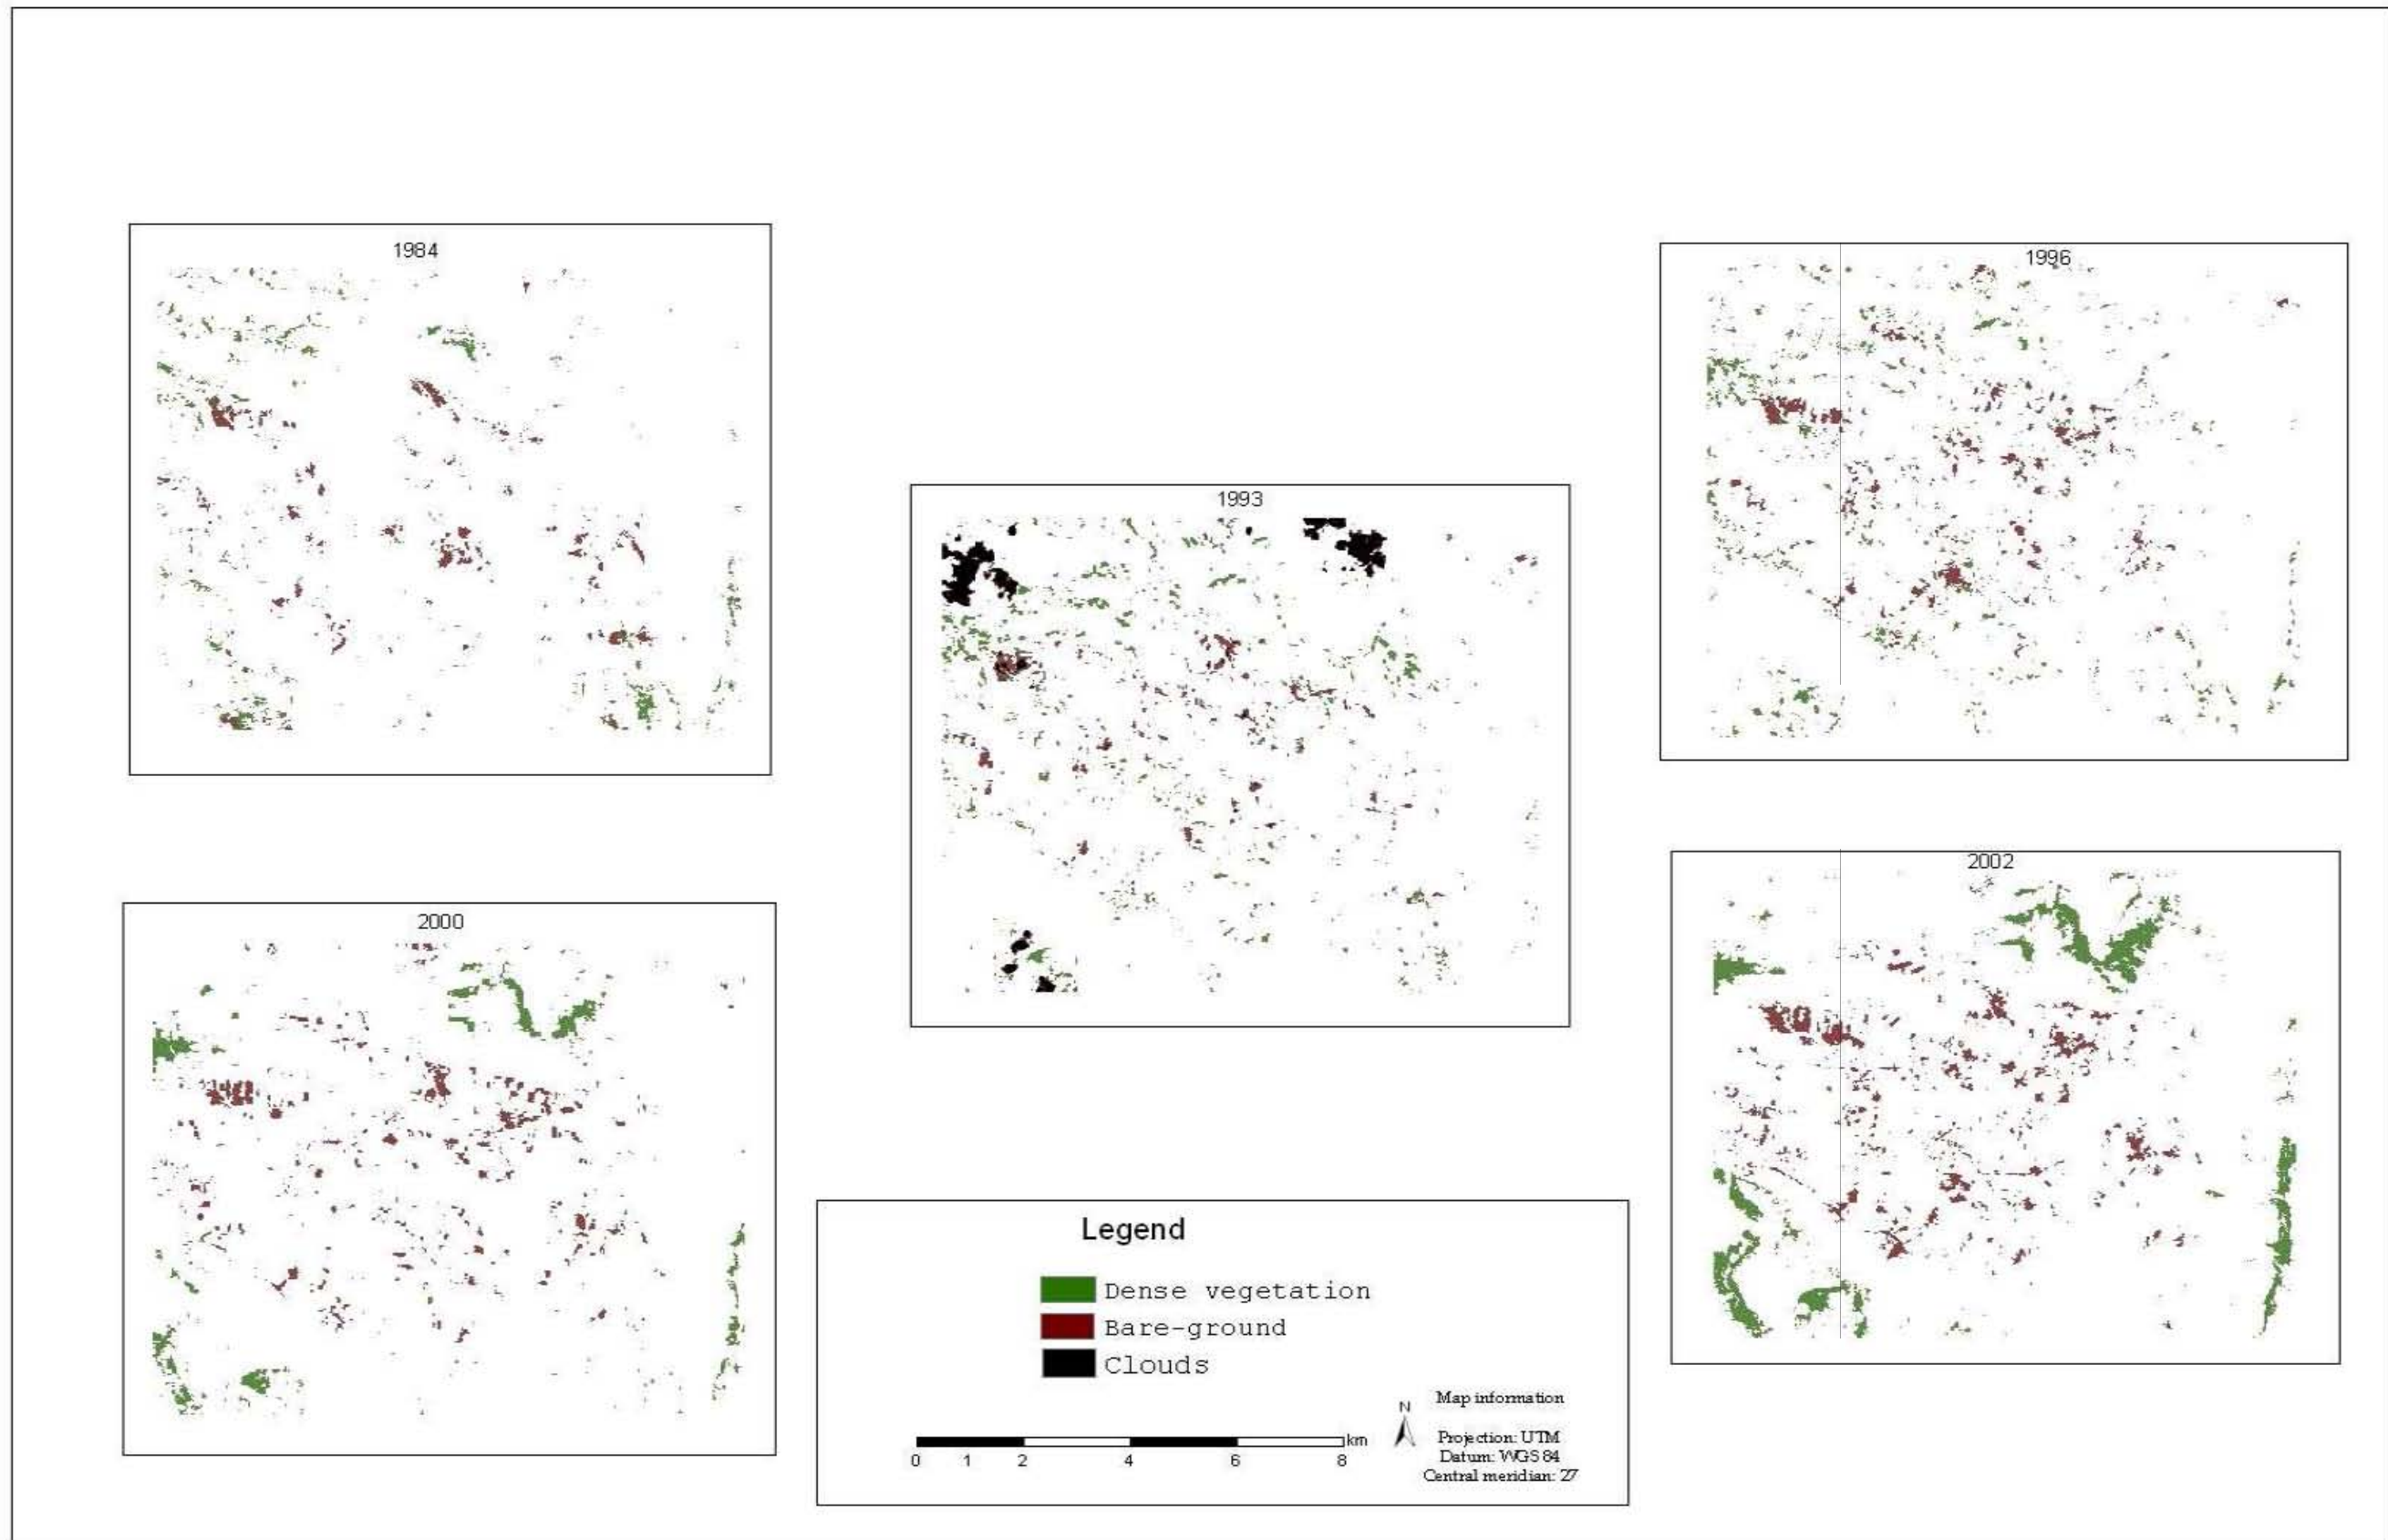 1984
1996
1993
2000
2002
Legend
Dense vegetation
Bare-ground
Clouds
0 1 2 4 6 8 km
N
Map information
Projection: UTM
Datum: WGS 84
Central meridian: 27